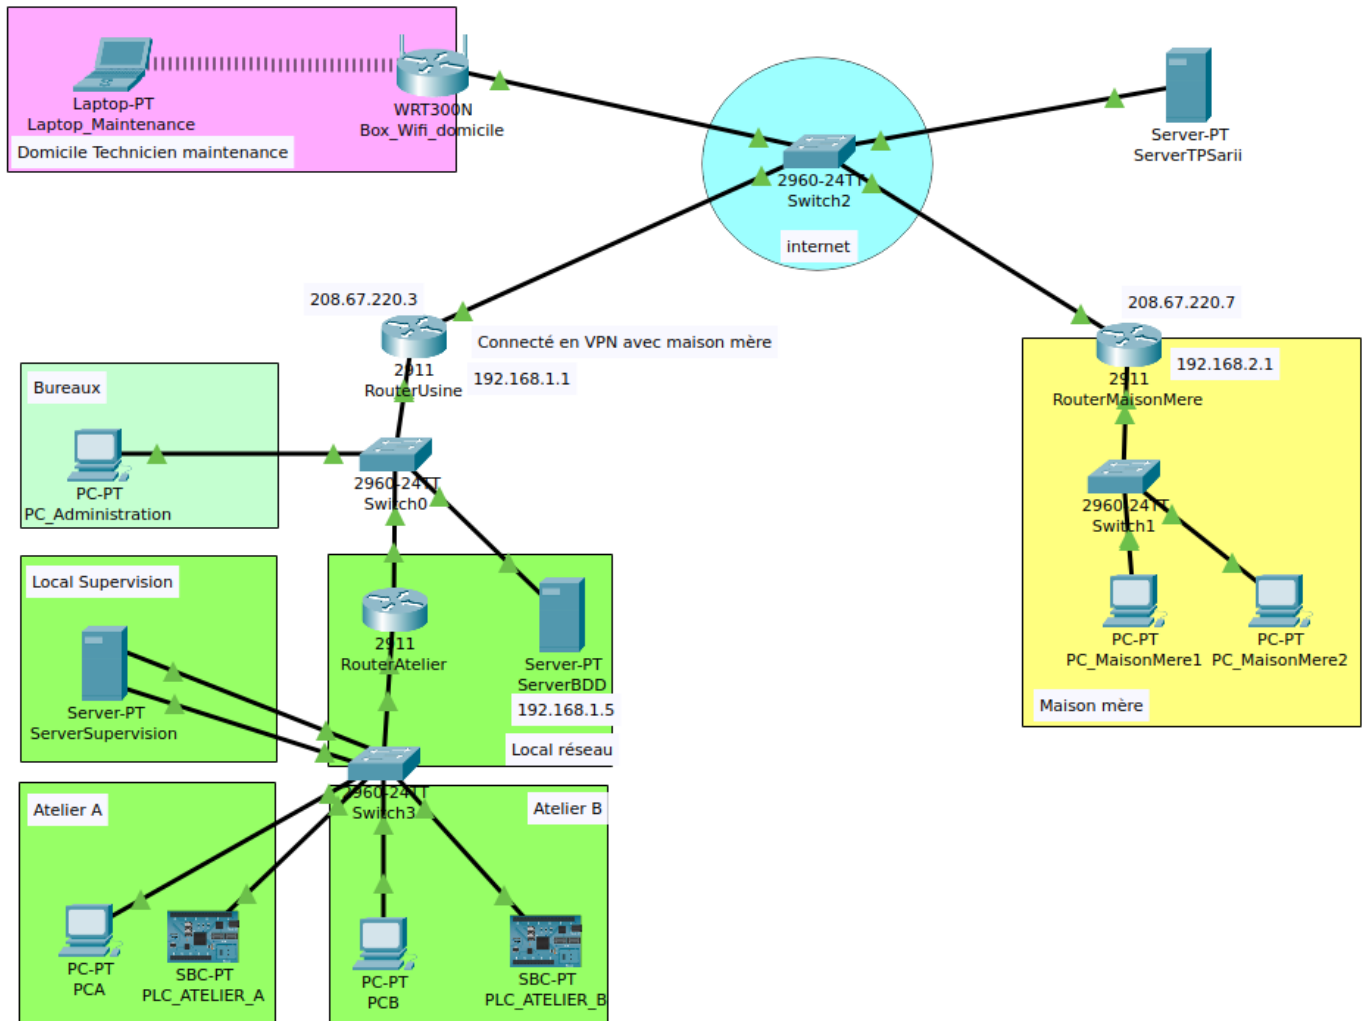 Laptop-PT
Laptop_Maintenance
Domicile Technicien maintenance
WRT300N
Box_Wifi_domicile
2960-24TT
Switch2
internet
Server-PT
ServerTPSarii
208.67.220.3
Connecté en VPN avec maison mère
2911
RouterUsine
192.168.1.1
208.67.220.7
192.168.2.1
2911
RouterMaisonMere
Bureaux
PC-PT
PC_Administration
2960-24TT
Switch0
2960-24TT
Switch1
Local Supervision
Server-PT
ServerSupervision
2911
RouterAtelier
Server-PT
ServerBDD
192.168.1.5
Local réseau
PC-PT
PC_MaisonMere1
PC-PT
PC_MaisonMere2
Maison mère
2960-24TT
Switch3
Atelier A
Atelier B
PC-PT
PCA
SBC-PT
PLC_ATELIER_A
PC-PT
PCB
SBC-PT
PLC_ATELIER_B